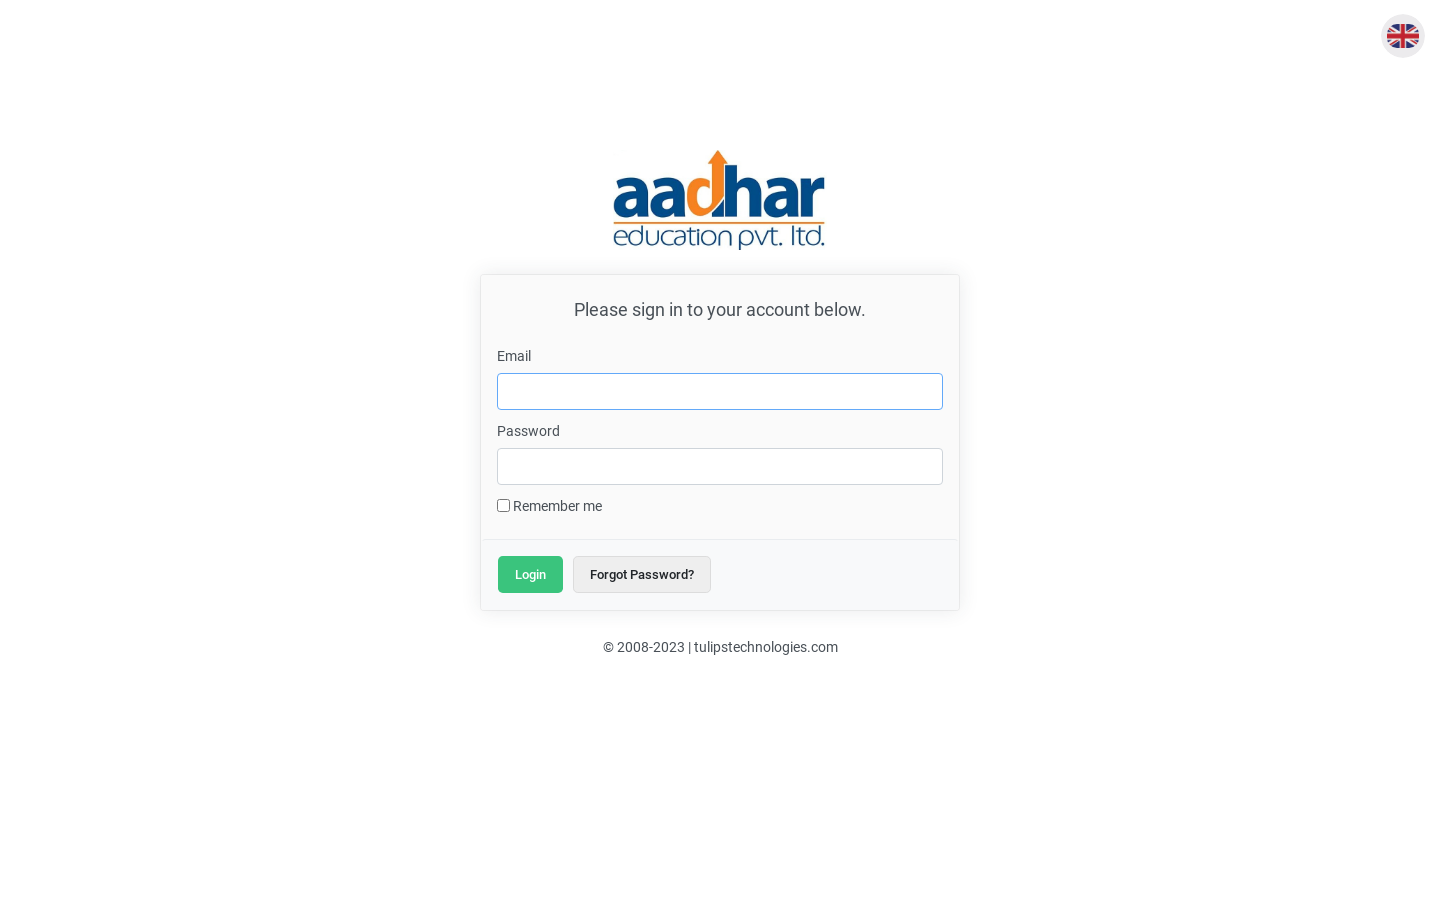 aadhar
education pvt. ltd.
Please sign in to your account below.
Email
Password
Remember me
Login
Forgot Password?
© 2008-2023 | tulipstechnologies.com